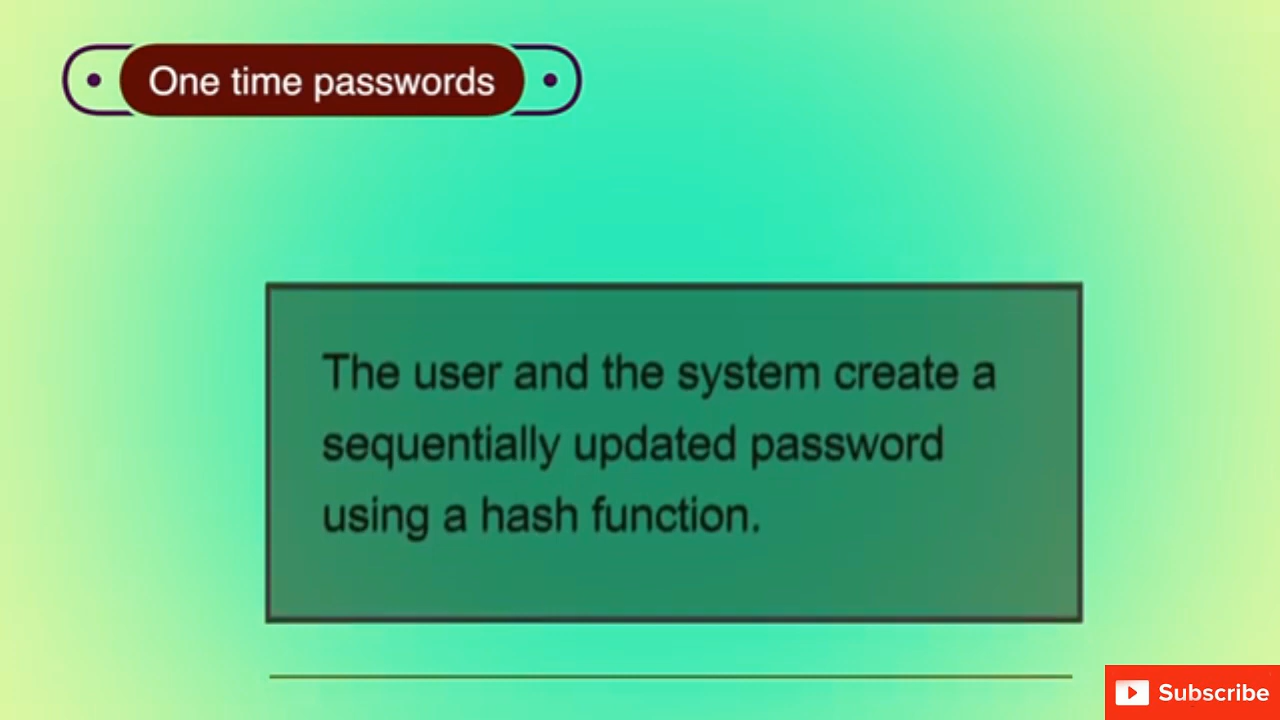 One time passwords
The user and the system create a
sequentially updated password
using a hash function.
Subscribe